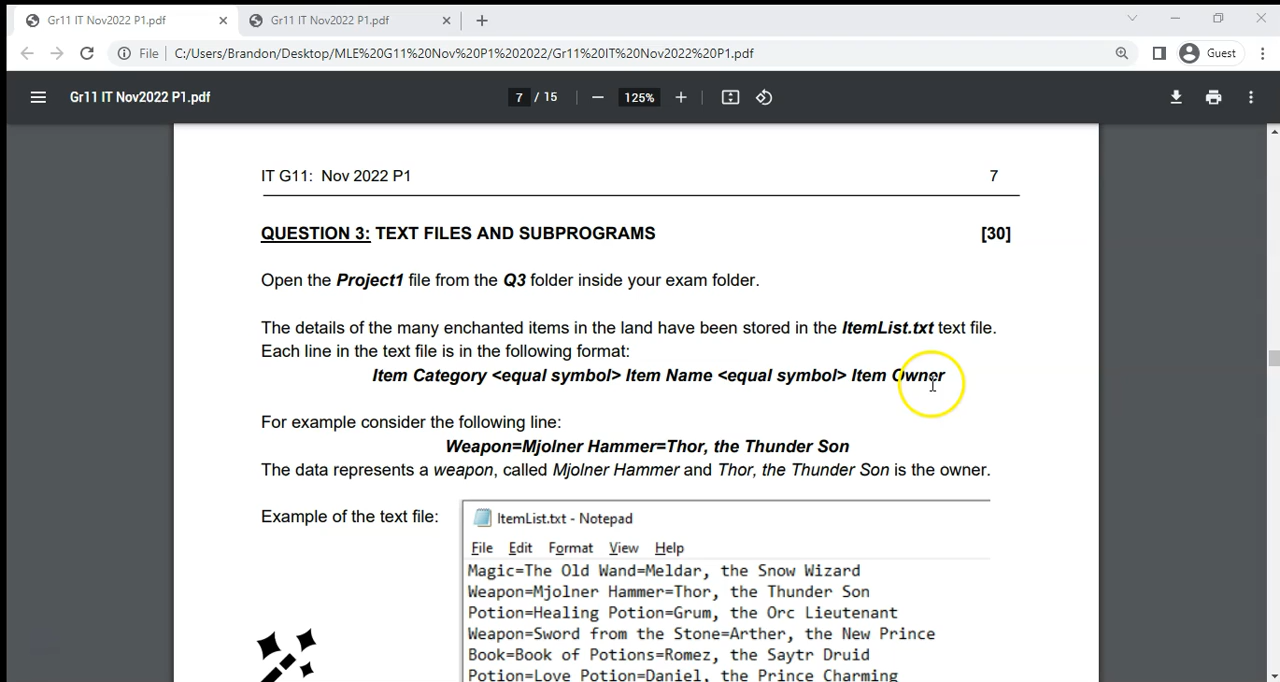 Gr11 IT Nov2022 P1.pdf
Gr11 IT Nov2022 P1.pdf
File
C:/Users/Brandon/Desktop/MLE%20G11%20Nov%20P1%202022/Gr11%20IT%20Nov2022%20P1.pdf
Guest
Gr11 IT Nov2022 P1.pdf
7 / 15
125%
IT G11: Nov 2022 P1 7
QUESTION 3: TEXT FILES AND SUBPROGRAMS [30]
Open the Project1 file from the Q3 folder inside your exam folder.
The details of the many enchanted items in the land have been stored in the ItemList.txt text file.
Each line in the text file is in the following format:
Item Category <equal symbol> Item Name <equal symbol> Item Owner
For example consider the following line:
Weapon=Mjolner Hammer=Thor, the Thunder Son
The data represents a weapon, called Mjolner Hammer and Thor, the Thunder Son is the owner.
Example of the text file:
ItemList.txt - Notepad
File Edit Format View Help
Magic=The Old Wand=Meldar, the Snow Wizard
Weapon=Mjolner Hammer=Thor, the Thunder Son
Potion=Healing Potion=Grum, the Orc Lieutenant
Weapon=Sword from the Stone=Arther, the New Prince
Book=Book of Potions=Romez, the Saytr Druid
Potion=Love Potion=Daniel, the Prince Charming